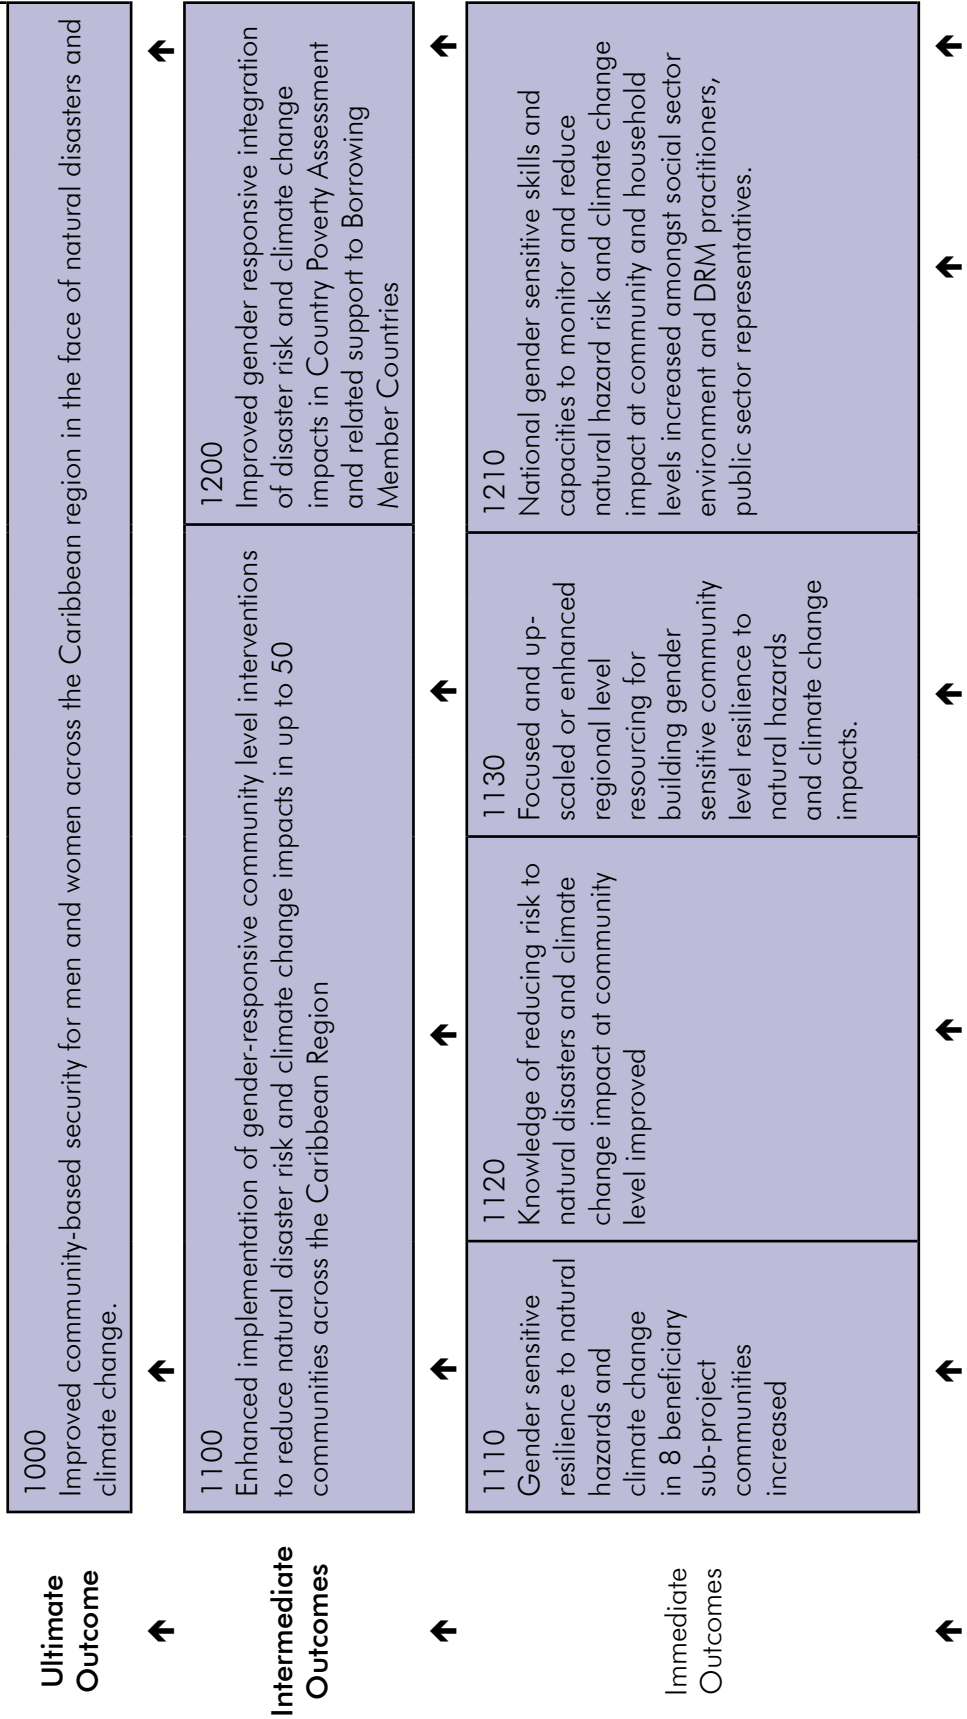 Ultimate
Outcome
1000
Improved community-based security for men and women across the Caribbean region in the face of natural disasters and
climate change.
Intermediate
Outcomes
1100
Enhanced implementation of gender-responsive community level interventions
to reduce natural disaster risk and climate change impacts in up to 50
communities across the Caribbean Region
1200
Improved gender responsive integration
of disaster risk and climate change
impacts in Country Poverty Assessment
and related support to Borrowing
Member Countries
Immediate
Outcomes
1110
Gender sensitive
resilience to natural
hazards and
climate change
in 8 beneficiary
sub-project
communities
increased
1120
Knowledge of reducing risk to
natural disasters and climate
change impact at community
level improved
1130
Focused and up-
scaled or enhanced
regional level
resourcing for
building gender
sensitive community
level resilience to
natural hazards
and climate change
impacts.
1210
National gender sensitive skills and
capacities to monitor and reduce
natural hazard risk and climate change
impact at community and household
levels increased amongst social sector
environment and DRM practitioners,
public sector representatives.